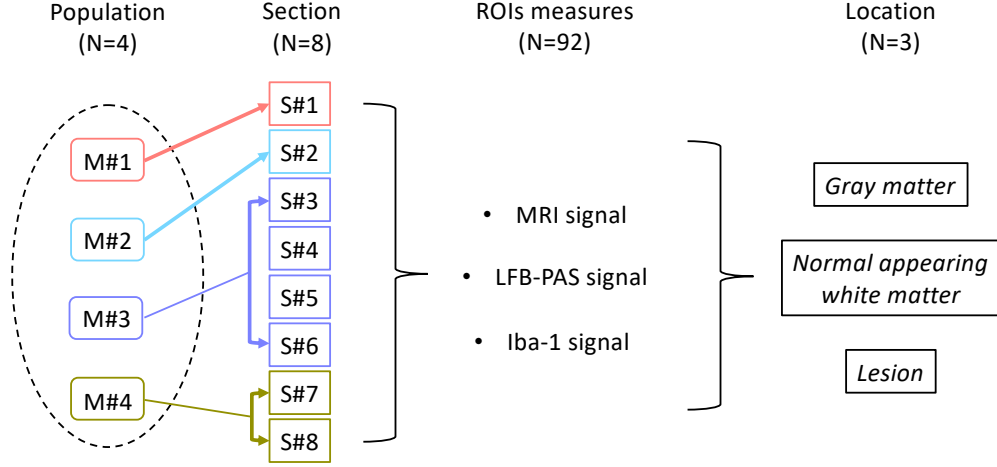 Population
(N=4)
Section
(N=8)
ROIs measures
(N=92)
Location
(N=3)
M#1
M#2
M#3
M#4
S#1
S#2
S#3
S#4
S#5
S#6
S#7
S#8
• MRI signal
• LFB-PAS signal
• Iba-1 signal
Gray matter
Normal appearing
white matter
Lesion